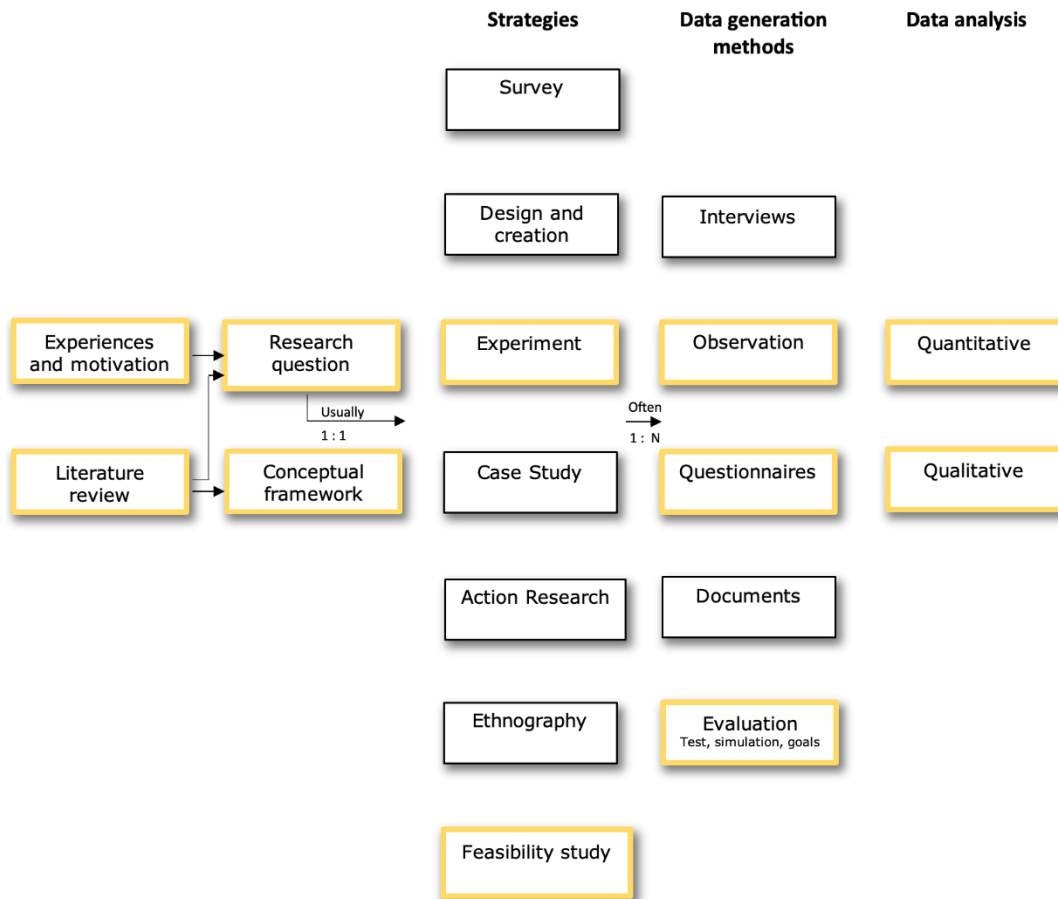 Strategies
Data generation
methods
Data analysis
Survey
Design and
creation
Interviews
Experiences
and motivation
Research
question
Experiment
Observation
Quantitative
Usually
1 : 1
Often
1 : N
Literature
review
Conceptual
framework
Case Study
Questionnaires
Qualitative
Action Research
Documents
Ethnography
Evaluation
Test, simulation, goals
Feasibility study